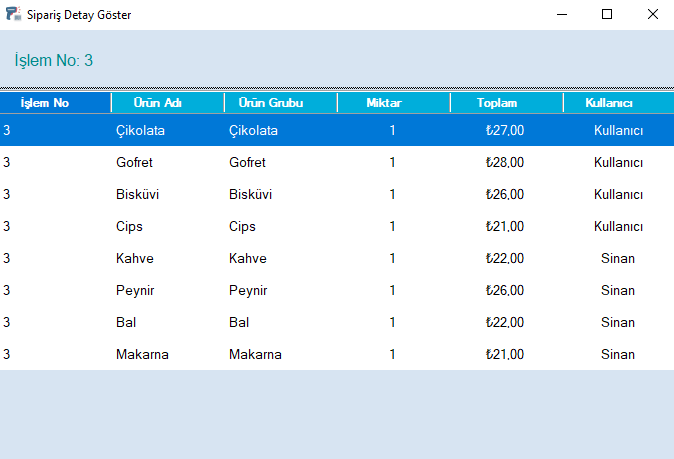 Sipariş Detay Göster
İşlem No: 3
İşlem No Ürün Adı Ürün Grubu Miktar Toplam Kullanıcı
3 Çikolata Çikolata 1 ₺27,00 Kullanıcı
3 Gofret Gofret 1 ₺28,00 Kullanıcı
3 Bisküvi Bisküvi 1 ₺26,00 Kullanıcı
3 Cips Cips 1 ₺21,00 Kullanıcı
3 Kahve Kahve 1 ₺22,00 Sinan
3 Peynir Peynir 1 ₺26,00 Sinan
3 Bal Bal 1 ₺22,00 Sinan
3 Makarna Makarna 1 ₺21,00 Sinan